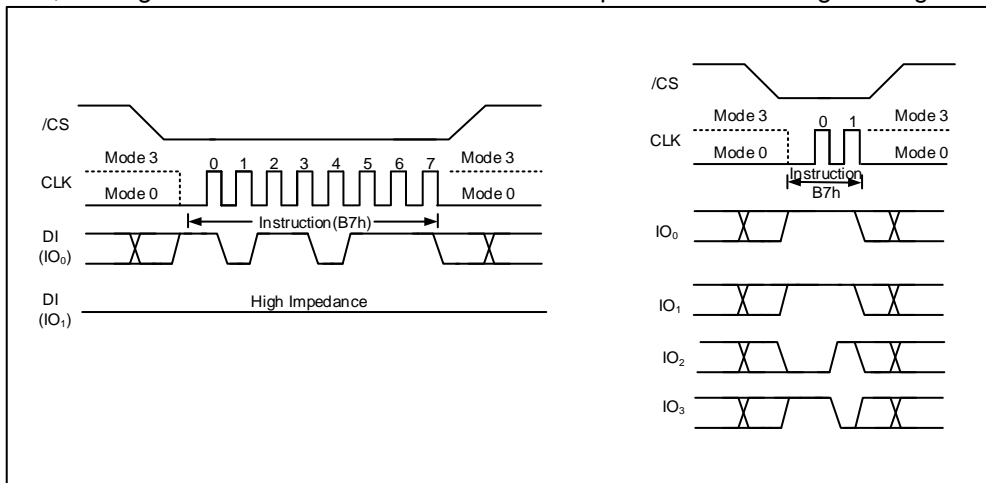 /CS
Mode 3
0 1 2 3 4 5 6 7
Mode 3
CLK
Mode 0
Mode 0
Instruction(B7h)
DI
(IO₀)
DI
(IO₁)
High Impedance
/CS
Mode 3
0 1
Mode 3
CLK
Mode 0
Mode 0
Instruction
B7h
IO₀
IO₁
IO₂
IO₃